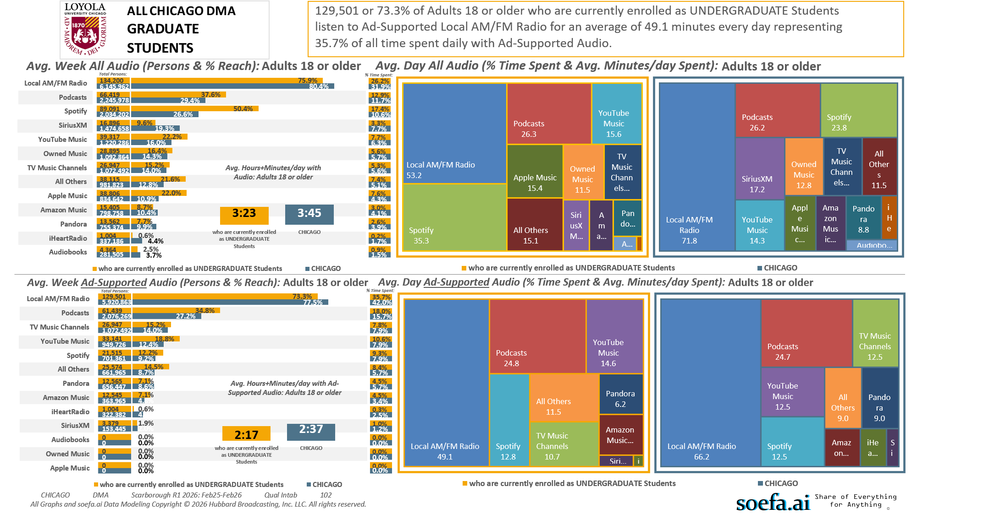 LOYOLA
UNIVERSITY CHICAGO
1870
AD • MAJOREM • DEI • GLORIAM
ALL CHICAGO DMA
GRADUATE
STUDENTS
129,501 or 73.3% of Adults 18 or older who are currently enrolled as UNDERGRADUATE Students
listen to Ad-Supported Local AM/FM Radio for an average of 49.1 minutes every day representing
35.7% of all time spent daily with Ad-Supported Audio.
Avg. Week All Audio (Persons & % Reach): Adults 18 or older
Total Persons:
% Time Spent:
Local AM/FM Radio 134,200 75.9% 26.2%
6,145,962 80.4% 31.9%
Podcasts 66,419 37.6% 12.9%
2,245,978 29.4% 11.7%
Spotify 89,091 50.4% 17.4%
2,034,202 26.6% 10.6%
SiriusXM 16,896 9.6% 3.3%
1,474,658 19.3% 7.7%
YouTube Music 39,317 22.2% 7.7%
1,220,286 16.0% 6.3%
Owned Music 28,895 16.4% 5.6%
1,092,864 14.3% 5.7%
TV Music Channels 26,947 15.2% 5.3%
1,072,492 14.0% 5.6%
All Others 38,115 21.6% 7.4%
981,823 12.8% 5.1%
Apple Music 38,806 22.0% 7.6%
834,642 10.9% 4.3%
Amazon Music 15,405 8.7% 3.0%
798,758 10.4% 4.1%
Pandora 13,562 7.7% 2.6%
755,374 9.9% 3.9%
iHeartRadio 1,004 0.6% 0.2%
337,186 4.4% 1.7%
Audiobooks 4,364 2.5% 0.9%
281,505 3.7% 1.5%
Avg. Hours+Minutes/day with
Audio: Adults 18 or older
3:23
3:45
who are currently enrolled
as UNDERGRADUATE
Students
CHICAGO
who are currently enrolled as UNDERGRADUATE Students
CHICAGO
Avg. Day All Audio (% Time Spent & Avg. Minutes/day Spent): Adults 18 or older
Local AM/FM Radio
53.2
Spotify
35.3
Podcasts
26.3
YouTube
Music
15.6
Apple Music
15.4
Owned
Music
11.5
TV
Music
Chann
els...
All Others
15.1
Siri
usX
M...
A
m
a...
Pan
do...
A...
Local AM/FM
Radio
71.8
Podcasts
26.2
Spotify
23.8
SiriusXM
17.2
Owned
Music
12.8
TV
Music
Chann
els...
All
Other
s
11.5
YouTube
Music
14.3
Appl
e
Musi
c...
Ama
zon
Mus
ic...
Pando
ra
8.8
i
H
e
Audiobo...
who are currently enrolled as UNDERGRADUATE Students
CHICAGO
Avg. Week Ad-Supported Audio (Persons & % Reach): Adults 18 or older
Total Persons:
% Time Spent:
Local AM/FM Radio 129,501 73.3% 35.7%
5,920,863 77.5% 42.0%
Podcasts 61,439 34.8% 18.0%
2,076,269 27.2% 15.7%
TV Music Channels 26,947 15.2% 7.8%
1,072,492 14.0% 7.9%
YouTube Music 33,141 18.8% 10.6%
949,726 12.4% 7.9%
Spotify 21,515 12.2% 9.3%
701,361 9.2% 7.9%
All Others 25,574 14.5% 8.4%
661,965 8.7% 5.7%
Pandora 12,565 7.1% 4.5%
656,447 8.6% 5.7%
Amazon Music 12,545 7.1% 4.5%
363,965 3.4%
iHeartRadio 1,004 0.6% 0.3%
322,382 2.5%
SiriusXM 3,379 1.9% 1.0%
153,445 1.2%
Audiobooks 0 0.0% 0.0%
0 0.0% 0.0%
Owned Music 0 0.0% 0.0%
0 0.0% 0.0%
Apple Music 0 0.0% 0.0%
0 0.0% 0.0%
Avg. Hours+Minutes/day with Ad-
Supported Audio: Adults 18 or older
2:17
2:37
who are currently enrolled
as UNDERGRADUATE
Students
CHICAGO
who are currently enrolled as UNDERGRADUATE Students
CHICAGO
Avg. Day Ad-Supported Audio (% Time Spent & Avg. Minutes/day Spent): Adults 18 or older
Local AM/FM Radio
49.1
Podcasts
24.8
YouTube
Music
14.6
Spotify
12.8
All Others
11.5
TV Music
Channels
10.7
Pandora
6.2
Amazon
Music...
Siri...
i
Local AM/FM Radio
66.2
Podcasts
24.7
TV Music
Channels
12.5
YouTube
Music
12.5
Spotify
12.5
All
Others
9.0
Pando
ra
9.0
Amaz
on...
iHe
a...
S
i
who are currently enrolled as UNDERGRADUATE Students
CHICAGO
CHICAGO DMA Scarborough R1 2026: Feb25-Feb26 Qual Intab 102
All Graphs and soefa.ai Data Modeling Copyright © 2026 Hubbard Broadcasting, Inc. LLC. All rights reserved.
soefa.ai
Share of Everything
for Anything ©